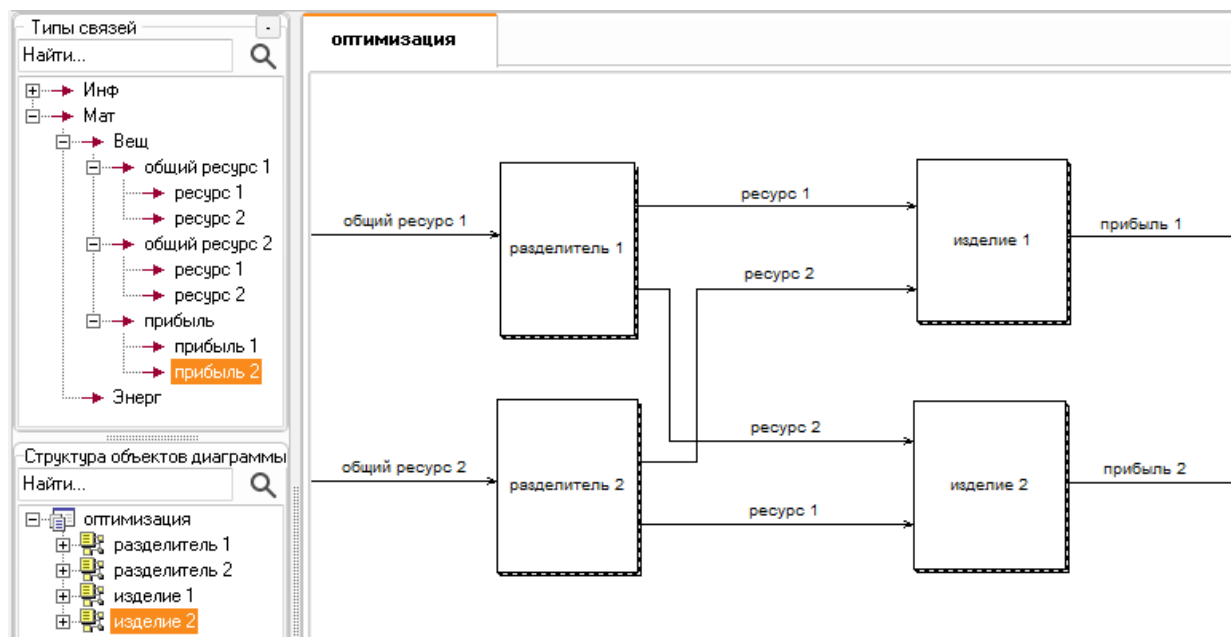 Типы связей
-
Найти...
Инф
Мат
Вещ
общий ресурс 1
ресурс 1
ресурс 2
общий ресурс 2
ресурс 1
ресурс 2
прибыль
прибыль 1
прибыль 2
Энерг
Структура объектов диаграммы
Найти...
оптимизация
разделитель 1
разделитель 2
изделие 1
изделие 2
оптимизация
общий ресурс 1
разделитель 1
ресурс 1
ресурс 2
изделие 1
прибыль 1
общий ресурс 2
разделитель 2
ресурс 2
ресурс 1
изделие 2
прибыль 2